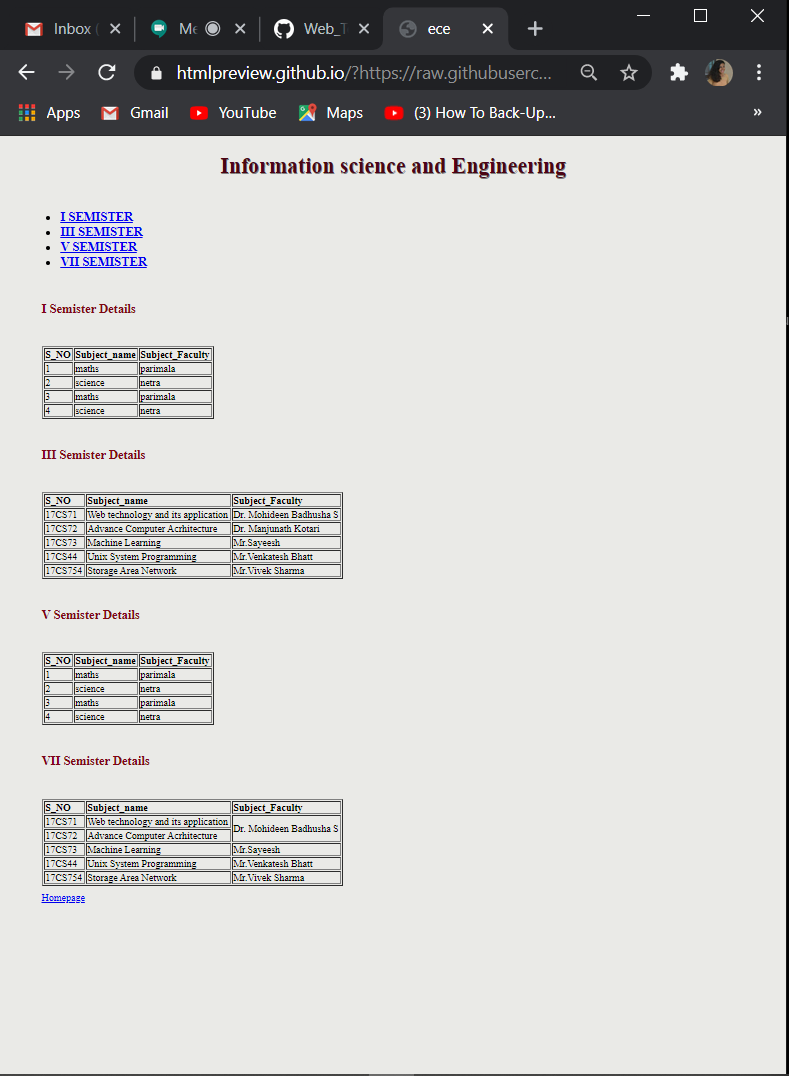 Inbox (
Me
Web_T
ece
htmlpreview.github.io/?https://raw.githubuserc...
Apps
Gmail
YouTube
Maps
(3) How To Back-Up...
»
Information science and Engineering
• I SEMISTER
• III SEMISTER
• V SEMISTER
• VII SEMISTER
I Semister Details
S_NO Subject_name Subject_Faculty
1 maths parimala
2 science netra
3 maths parimala
4 science netra
III Semister Details
S_NO Subject_name Subject_Faculty
17CS71 Web technology and its application Dr. Mohideen Badhusha S
17CS72 Advance Computer Acrhitecture Dr. Manjunath Kotari
17CS73 Machine Learning Mr.Sayeesh
17CS44 Unix System Programming Mr.Venkatesh Bhatt
17CS754 Storage Area Network Mr.Vivek Sharma
V Semister Details
S_NO Subject_name Subject_Faculty
1 maths parimala
2 science netra
3 maths parimala
4 science netra
VII Semister Details
S_NO Subject_name Subject_Faculty
17CS71 Web technology and its application Dr. Mohideen Badhusha S
17CS72 Advance Computer Acrhitecture
17CS73 Machine Learning Mr.Sayeesh
17CS44 Unix System Programming Mr.Venkatesh Bhatt
17CS754 Storage Area Network Mr.Vivek Sharma
Homepage